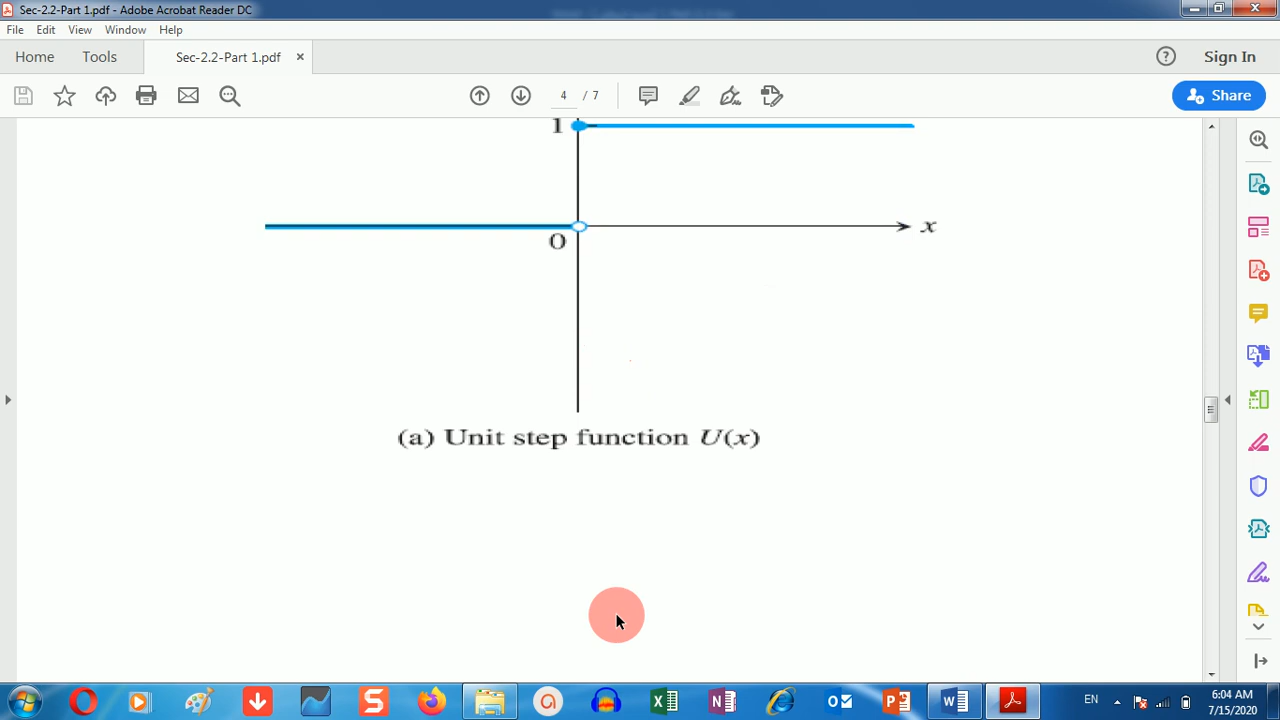 Sec-2.2-Part 1.pdf - Adobe Acrobat Reader DC
File Edit View Window Help
Home Tools Sec-2.2-Part 1.pdf × ? Sign In
4 / 7 Share
1
0 x
(a) Unit step function U(x)
EN 6:04 AM
7/15/2020